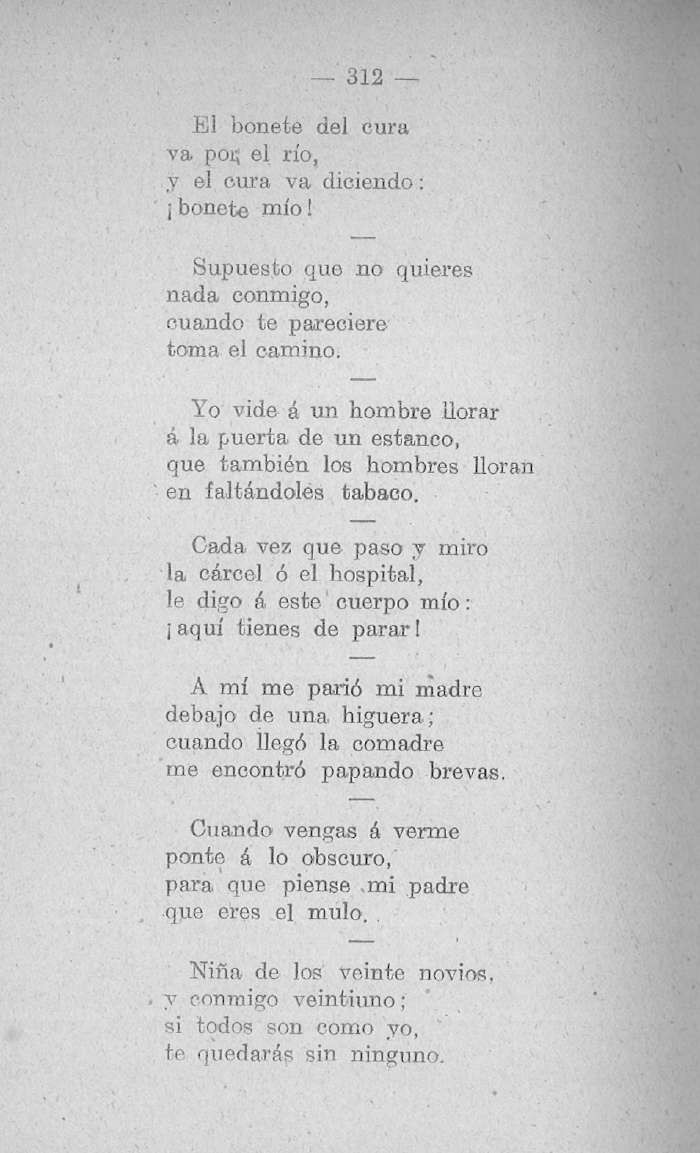 — 312 —
El bonete del cura
va por el río,
y el cura va diciendo:
¡bonete mío!
—
Supuesto que no quieres
nada conmigo,
cuando te pareciere
toma el camino.
—
Yo vide á un hombre llorar
á la puerta de un estanco,
que también los hombres lloran
en faltándoles tabaco.
—
Cada vez que paso y miro
la cárcel ó el hospital,
le digo á este cuerpo mío:
¡aquí tienes de parar!
—
A mí me parió mi madre
debajo de una higuera;
cuando llegó la comadre
me encontró papando brevas.
—
Cuando vengas á verme
ponte á lo obscuro,
para que piense mi padre
que eres el mulo.
—
Niña de los veinte novios,
y conmigo veintiuno;
si todos son como yo,
te quedarás sin ninguno.